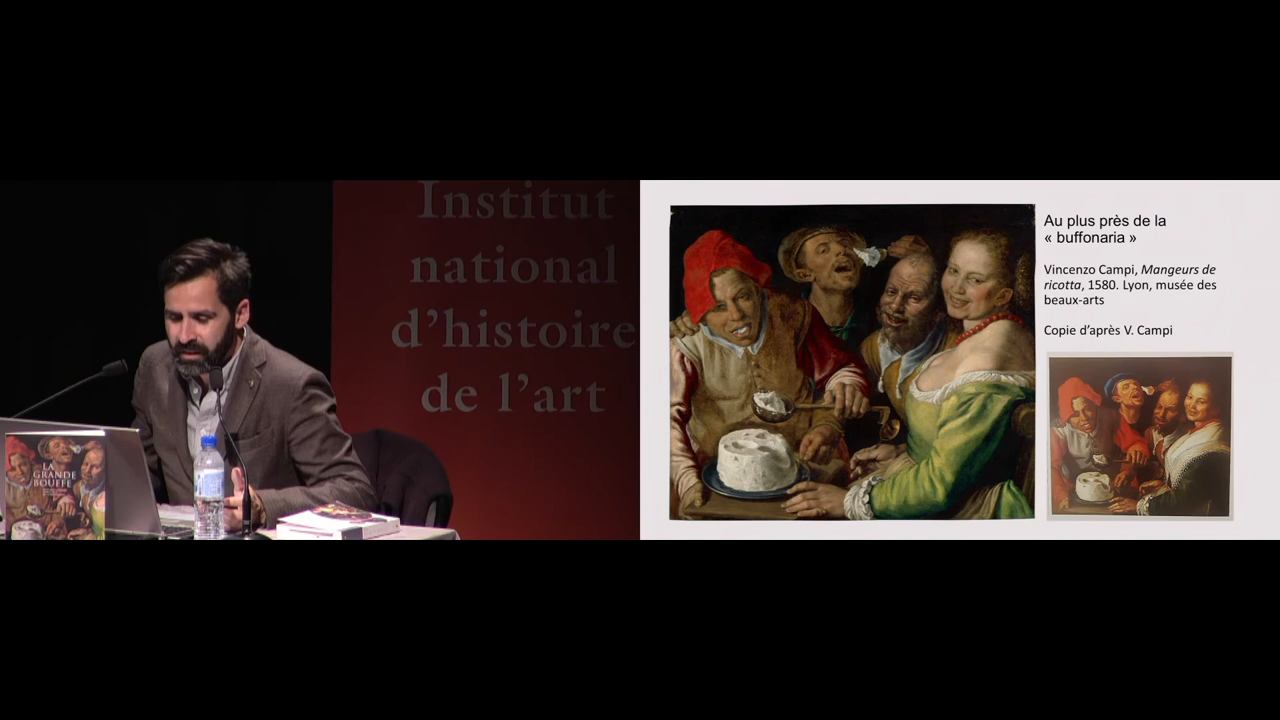 Institut
national
d'histoire
de l'art
LA
GRANDE
BOUFFE
Au plus près de la
« buffonaria »
Vincenzo Campi, Mangeurs de
ricotta, 1580. Lyon, musée des
beaux-arts
Copie d'après V. Campi